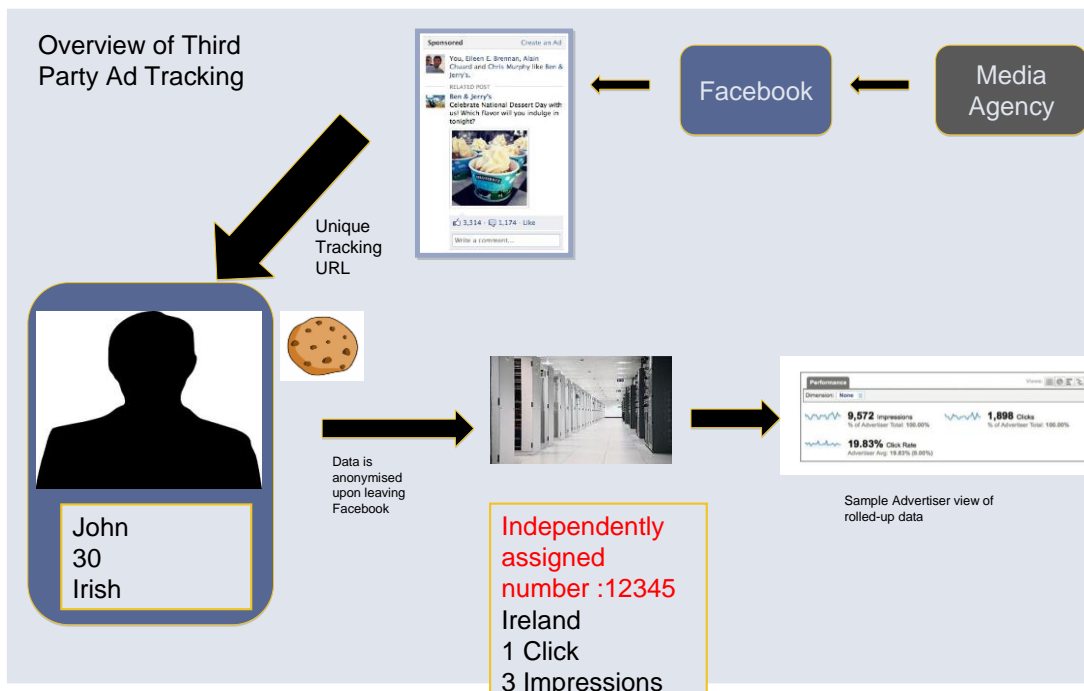 Overview of Third
Party Ad Tracking
Sponsored
Create an Ad
You, Eileen E. Brennan, Alain
Chuard and Chris Murphy like Ben &
Jerry's.
RELATED POST
Ben & Jerry's
Celebrate National Dessert Day with
us! Which flavor will you indulge in
tonight?
3,314 · 1,174 · Like
Write a comment...
Facebook
Media
Agency
Unique
Tracking
URL
John
30
Irish
Data is
anonymised
upon leaving
Facebook
Independently
assigned
number :12345
Ireland
1 Click
3 Impressions
Performance
Views:
Dimension: None
9,572 Impressions
% of Advertiser Total: 100.00%
1,898 Clicks
% of Advertiser Total: 100.00%
19.83% Click Rate
Advertiser Avg: 19.83% (0.00%)
Sample Advertiser view of
rolled-up data